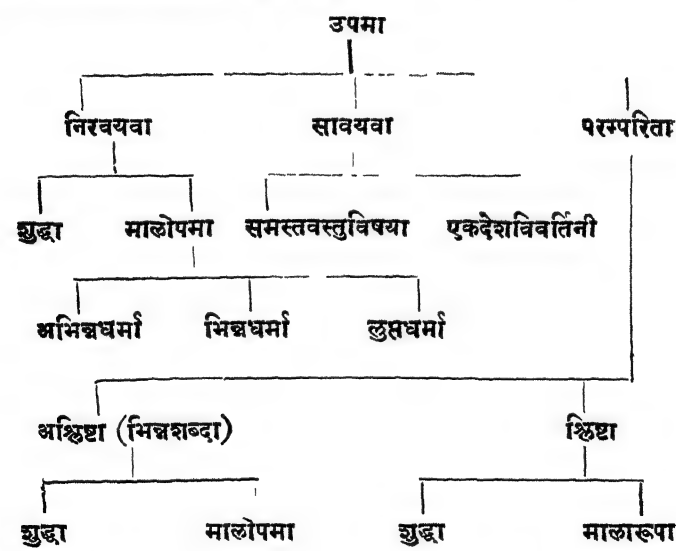 उपमा
निरवयवा सावयवा परम्परिता
शुद्धा मालोपमा समस्तवस्तुविषया एकदेशविवर्तिनी
अभिन्नधर्मा भिन्नधर्मा लुप्तधर्मा
अश्लिष्टा (भिन्नशब्दा) श्लिष्टा
शुद्धा मालोपमा शुद्धा मालारूपा